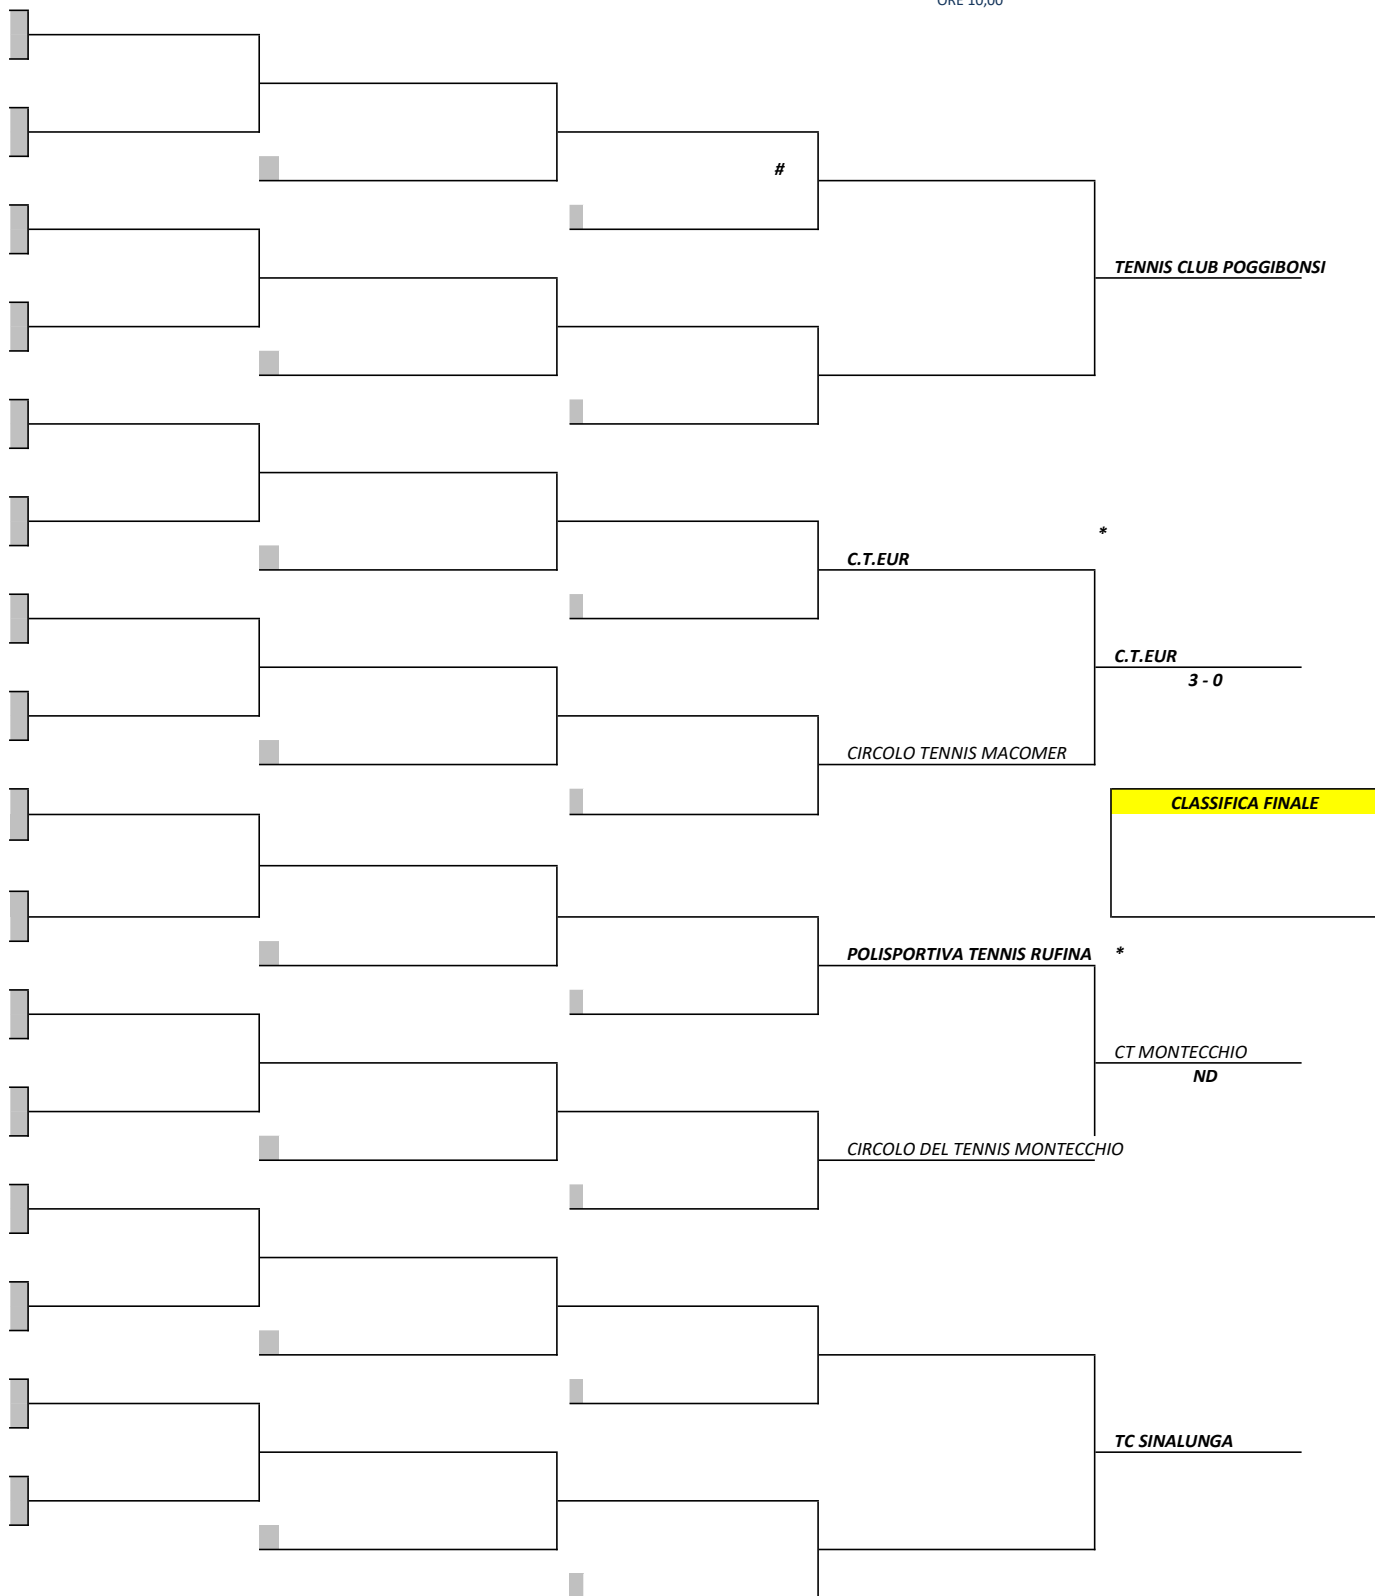 ORE 10,00
#
TENNIS CLUB POGGIBONSI
*
C.T.EUR
C.T.EUR
3 - 0
CIRCOLO TENNIS MACOMER
CLASSIFICA FINALE
POLISPORTIVA TENNIS RUFINA *
CT MONTECCHIO
ND
CIRCOLO DEL TENNIS MONTECCHIO
TC SINALUNGA